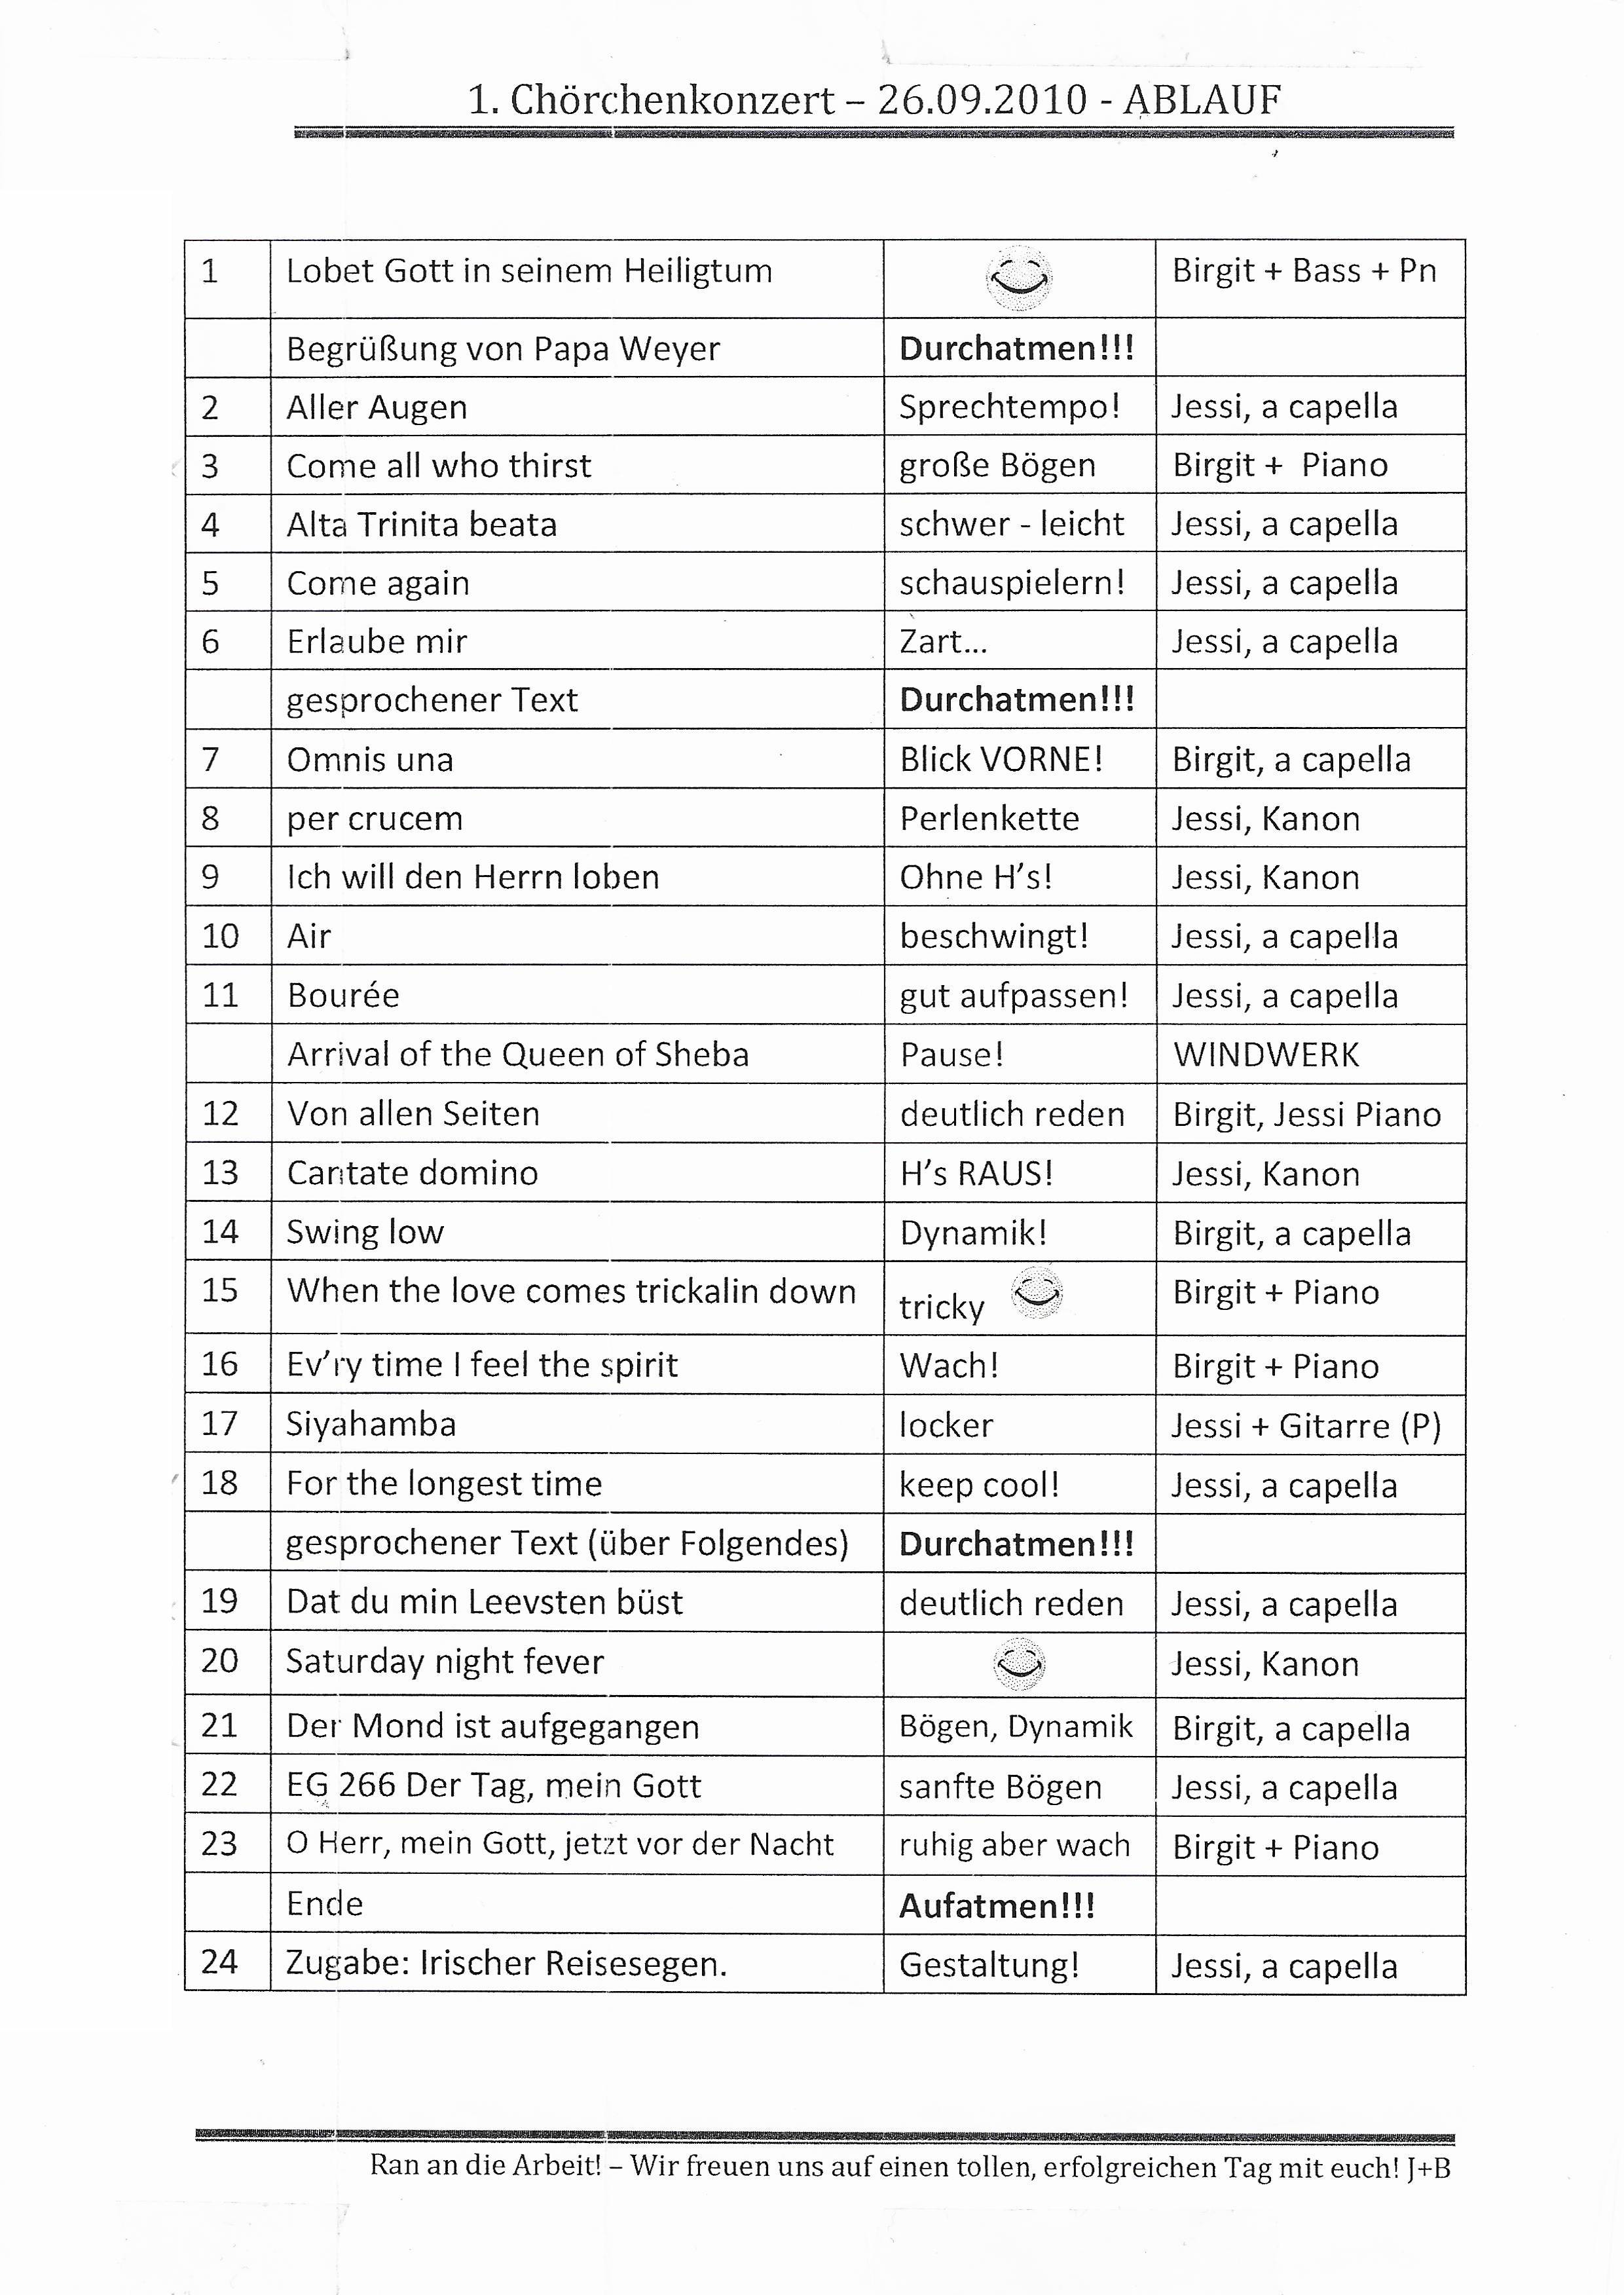 1. Chörchenkonzert – 26.09.2010 - ABLAUF
1 Lobet Gott in seinem Heiligtum Birgit + Bass + Pn
Begrüßung von Papa Weyer Durchatmen!!!
2 Aller Augen Sprechtempo! Jessi, a capella
3 Come all who thirst große Bögen Birgit + Piano
4 Alta Trinita beata schwer - leicht Jessi, a capella
5 Come again schauspielern! Jessi, a capella
6 Erlaube mir Zart... Jessi, a capella
gesprochener Text Durchatmen!!!
7 Omnis una Blick VORNE! Birgit, a capella
8 per crucem Perlenkette Jessi, Kanon
9 Ich will den Herrn loben Ohne H’s! Jessi, Kanon
10 Air beschwingt! Jessi, a capella
11 Bourée gut aufpassen! Jessi, a capella
Arrival of the Queen of Sheba Pause! WINDWERK
12 Von allen Seiten deutlich reden Birgit, Jessi Piano
13 Cantate domino H’s RAUS! Jessi, Kanon
14 Swing low Dynamik! Birgit, a capella
15 When the love comes trickalin down tricky Birgit + Piano
16 Ev’ry time I feel the spirit Wach! Birgit + Piano
17 Siyahamba locker Jessi + Gitarre (P)
18 For the longest time keep cool! Jessi, a capella
gesprochener Text (über Folgendes) Durchatmen!!!
19 Dat du min Leevsten büst deutlich reden Jessi, a capella
20 Saturday night fever Jessi, Kanon
21 Der Mond ist aufgegangen Bögen, Dynamik Birgit, a capella
22 EG 266 Der Tag, mein Gott sanfte Bögen Jessi, a capella
23 O Herr, mein Gott, jetzt vor der Nacht ruhig aber wach Birgit + Piano
Ende Aufatmen!!!
24 Zugabe: Irischer Reisesegen. Gestaltung! Jessi, a capella
Ran an die Arbeit! – Wir freuen uns auf einen tollen, erfolgreichen Tag mit euch! J+B